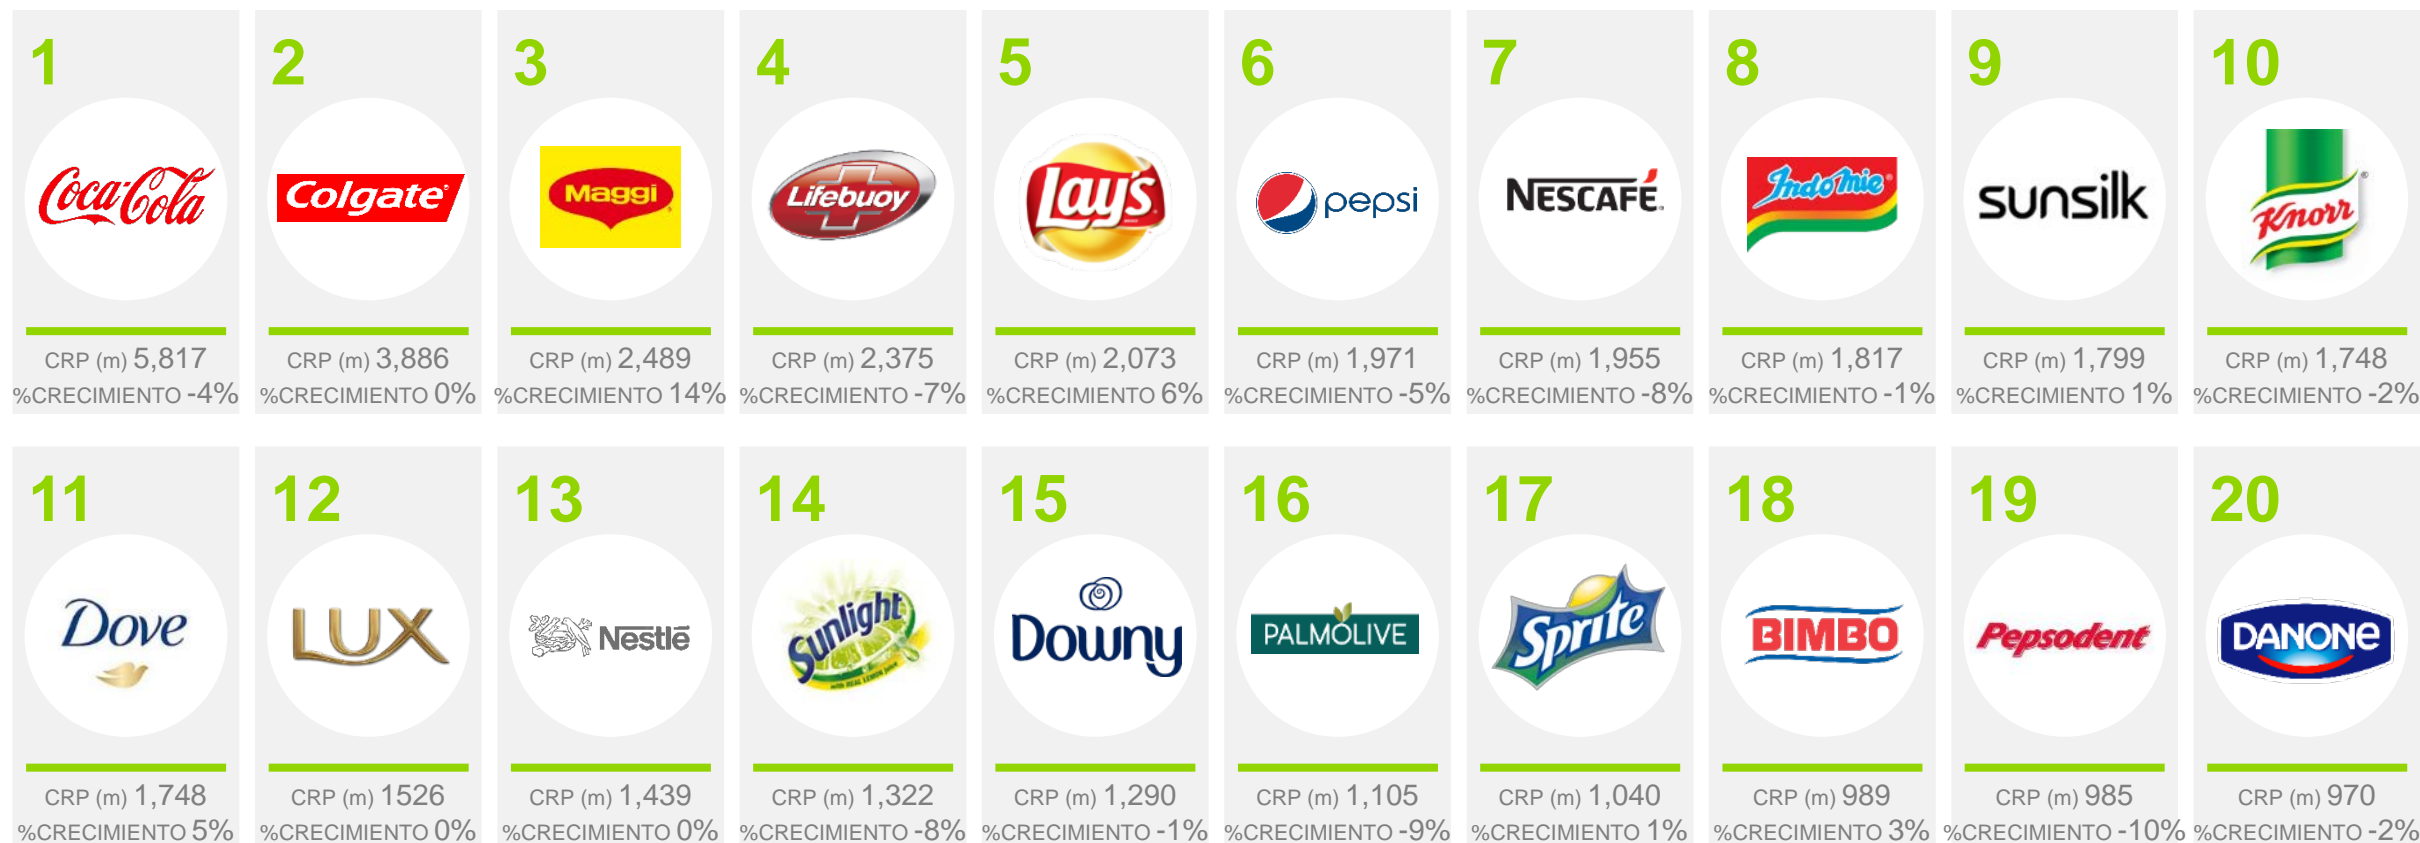 1 2 3 4 5 6 7 8 9 10
Coca-Cola Colgate® Maggi Lifebuoy Lay's pepsi NESCAFÉ. Indomie® sunsilk Knorr®
CRP (m) 5,817 CRP (m) 3,886 CRP (m) 2,489 CRP (m) 2,375 CRP (m) 2,073 CRP (m) 1,971 CRP (m) 1,955 CRP (m) 1,817 CRP (m) 1,799 CRP (m) 1,748
%CRECIMIENTO -4% %CRECIMIENTO 0% %CRECIMIENTO 14% %CRECIMIENTO -7% %CRECIMIENTO 6% %CRECIMIENTO -5% %CRECIMIENTO -8% %CRECIMIENTO -1% %CRECIMIENTO 1% %CRECIMIENTO -2%
11 12 13 14 15 16 17 18 19 20
Dove LUX Nestlé Sunlight Downy PALMOLIVE Sprite BIMBO Pepsodent DANONE
with REAL LEMON juice
CRP (m) 1,748 CRP (m) 1526 CRP (m) 1,439 CRP (m) 1,322 CRP (m) 1,290 CRP (m) 1,105 CRP (m) 1,040 CRP (m) 989 CRP (m) 985 CRP (m) 970
%CRECIMIENTO 5% %CRECIMIENTO 0% %CRECIMIENTO 0% %CRECIMIENTO -8% %CRECIMIENTO -1% %CRECIMIENTO -9% %CRECIMIENTO 1% %CRECIMIENTO 3% %CRECIMIENTO -10% %CRECIMIENTO -2%